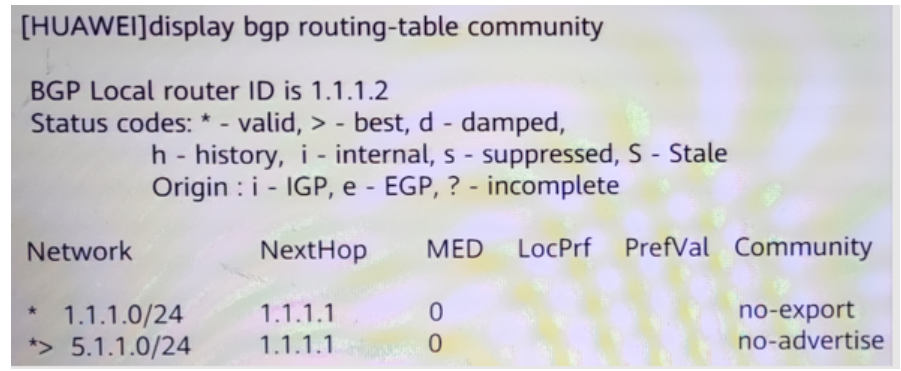 [HUAWEI]display bgp routing-table community
BGP Local router ID is 1.1.1.2
Status codes: * - valid, > - best, d - damped,
h - history, i - internal, s - suppressed, S - Stale
Origin : i - IGP, e - EGP, ? - incomplete
Network NextHop MED LocPrf PrefVal Community
* 1.1.1.0/24 1.1.1.1 0 no-export
*> 5.1.1.0/24 1.1.1.1 0 no-advertise